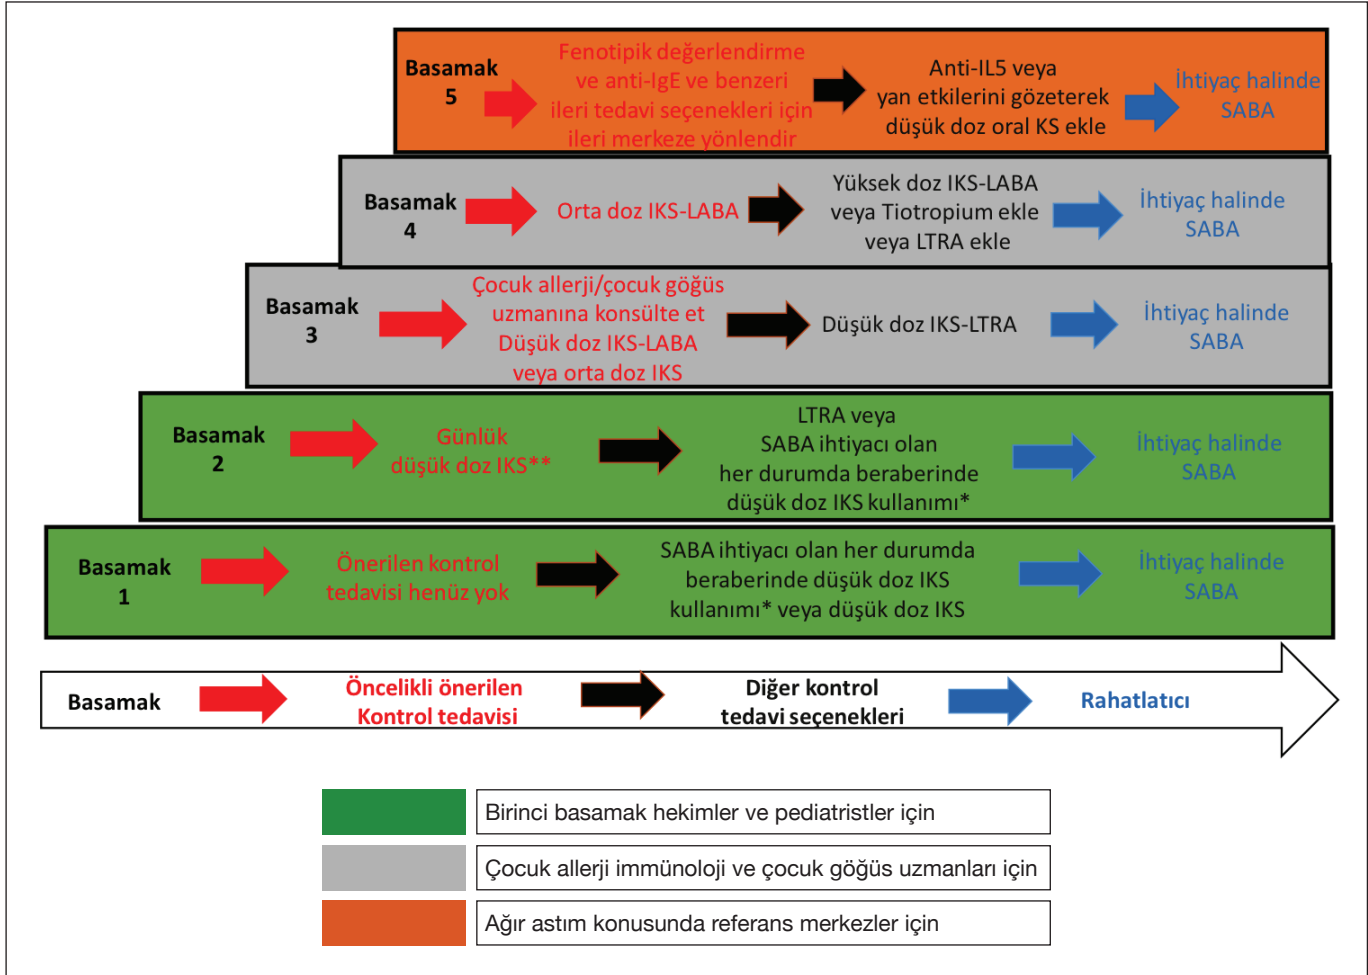 Basamak
5
Fenotipik değerlendirme
ve anti-IgE ve benzeri
ileri tedavi seçenekleri için
ileri merkeze yönlendir
Anti-IL5 veya
yan etkilerini gözeterek
düşük doz oral KS ekle
İhtiyaç halinde
SABA
Basamak
4
Orta doz IKS-LABA
Yüksek doz IKS-LABA
veya Tiotropium ekle
veya LTRA ekle
İhtiyaç halinde
SABA
Basamak
3
Çocuk allerji/çocuk göğüs
uzmanına konsülte et
Düşük doz IKS-LABA
veya orta doz IKS
Düşük doz IKS-LTRA
İhtiyaç halinde
SABA
Basamak
2
Günlük
düşük doz IKS**
LTRA veya
SABA ihtiyacı olan
her durumda beraberinde
düşük doz IKS kullanımı*
İhtiyaç halinde
SABA
Basamak
1
Önerilen kontrol
tedavisi henüz yok
SABA ihtiyacı olan her durumda
beraberinde düşük doz IKS
kullanımı* veya düşük doz IKS
İhtiyaç halinde
SABA
Basamak
Öncelikli önerilen
Kontrol tedavisi
Diğer kontrol
tedavi seçenekleri
Rahatlatıcı
Birinci basamak hekimler ve pediatristler için
Çocuk allerji immünoloji ve çocuk göğüs uzmanları için
Ağır astım konusunda referans merkezler için